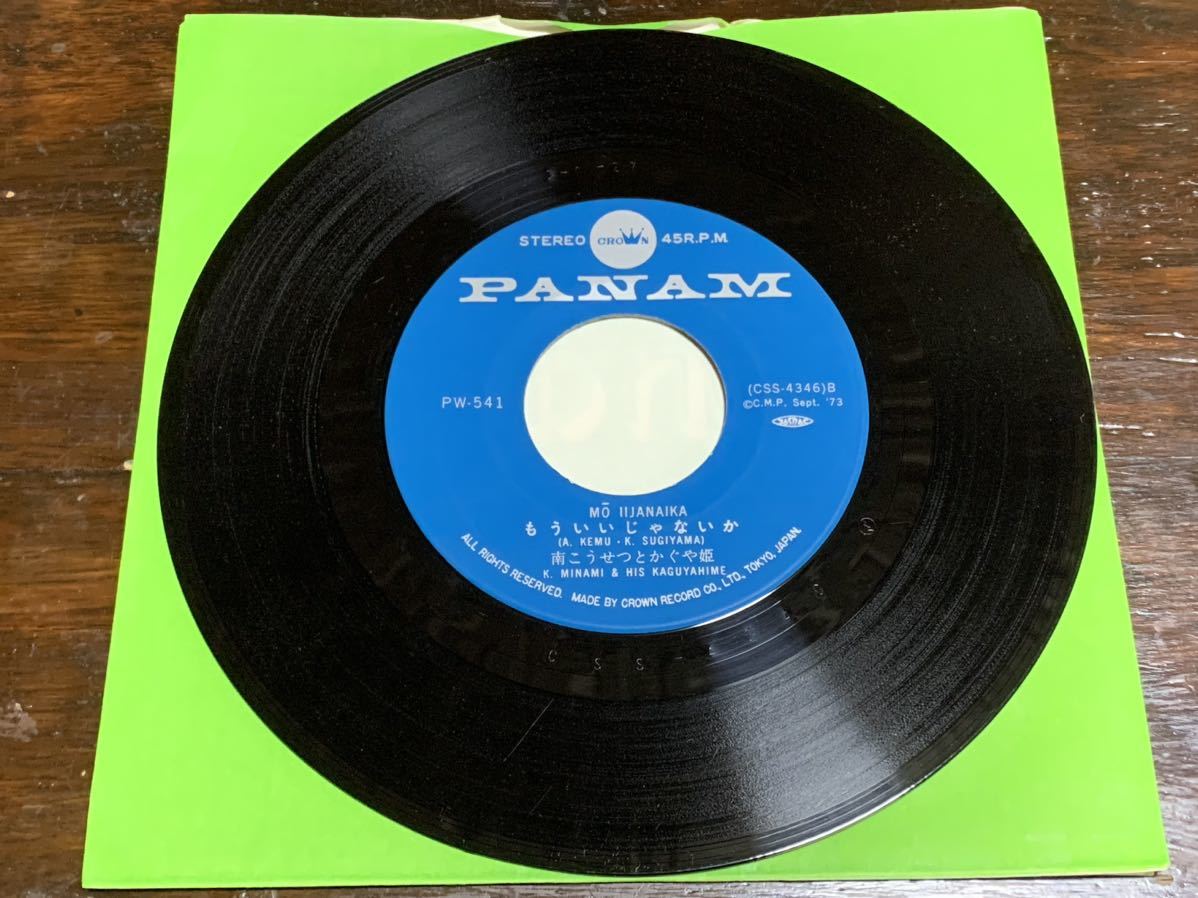 STEREO CROWN 45R.P.M.
PANAM
PW-541
(CSS-4346)B
©C.M.P. Sept. '73
MŌ IIJANAIKA
もういいじゃないか
(A. KEMU・K. SUGIYAMA)
南こうせつとかぐや姫
K. MINAMI & HIS KAGUYAHIME
ALL RIGHTS RESERVED. MADE BY CROWN RECORD CO., LTD., TOKYO, JAPAN.